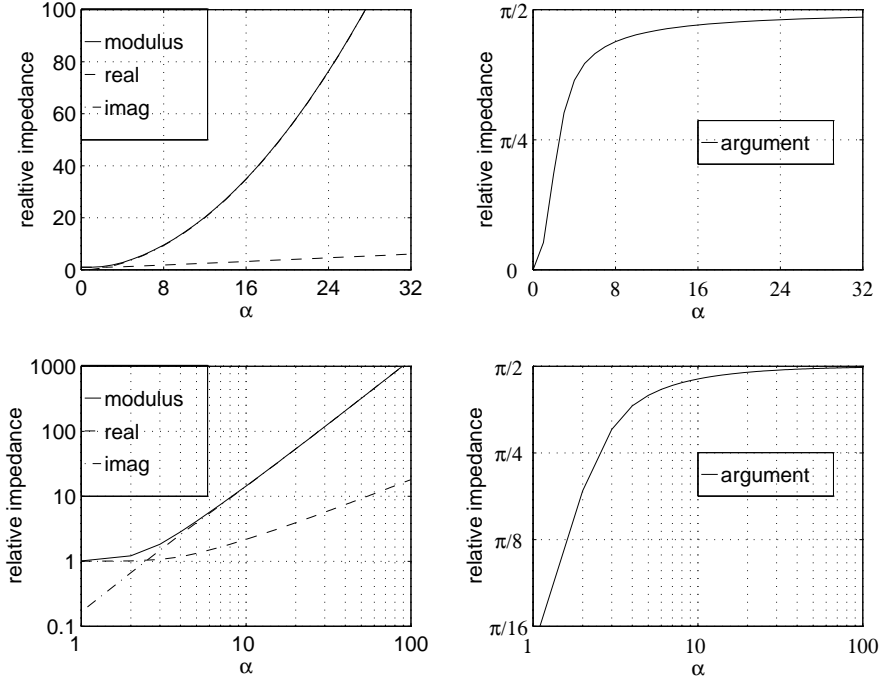 100
80
60
40
20
0
realtive impedance
modulus
real
imag
0
8
16
24
32
α
π/2
π/4
0
relative impedance
argument
0
8
16
24
32
α
1000
100
10
1
0.1
relative impedance
modulus
real
imag
1
10
100
α
π/2
π/4
π/8
π/16
relative impedance
argument
1
10
100
α